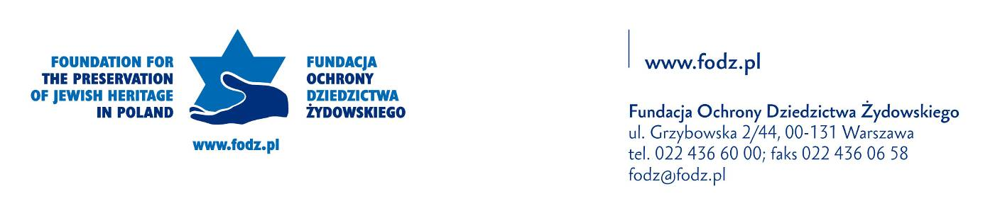 FOUNDATION FOR
THE PRESERVATION
OF JEWISH HERITAGE
IN POLAND
FUNDACJA
OCHRONY
DZIEDZICTWA
ŻYDOWSKIEGO
www.fodz.pl
www.fodz.pl
Fundacja Ochrony Dziedzictwa Żydowskiego
ul. Grzybowska 2/44, 00-131 Warszawa
tel. 022 436 60 00; faks 022 436 06 58
fodz@fodz.pl